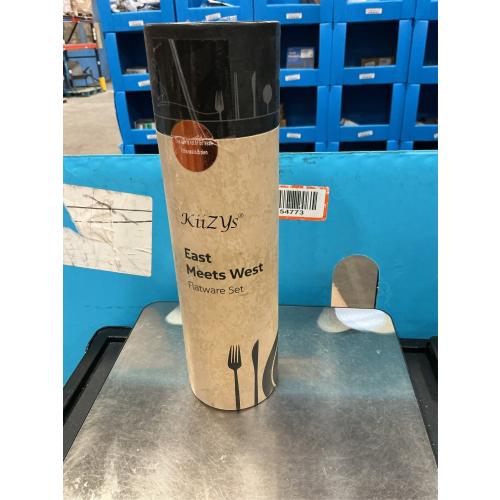 KiiZYs®
East
Meets West
Flatware Set
54773